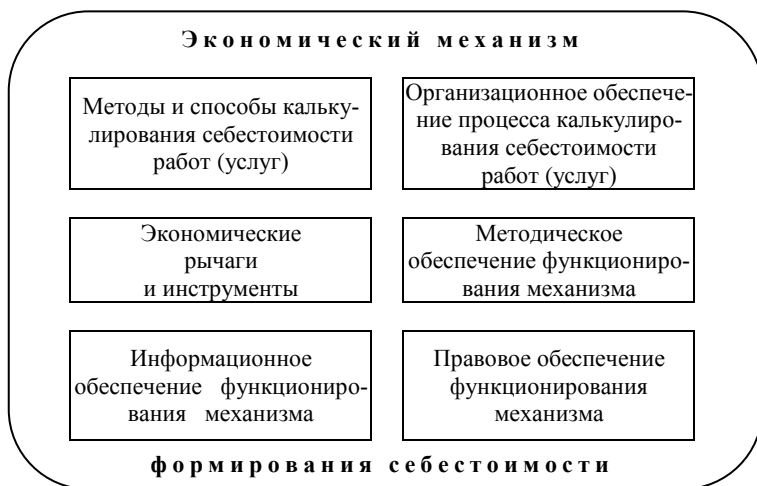 Экономический механизм
Методы и способы кальку-
лирования себестоимости
работ (услуг)
Организационное обеспече-
ние процесса калькулиро-
вания себестоимости
работ (услуг)
Экономические
рычаги
и инструменты
Методическое
обеспечение функциониро-
вания механизма
Информационное
обеспечение функциониро-
вания механизма
Правовое обеспечение
функционирования
механизма
формирования себестоимости